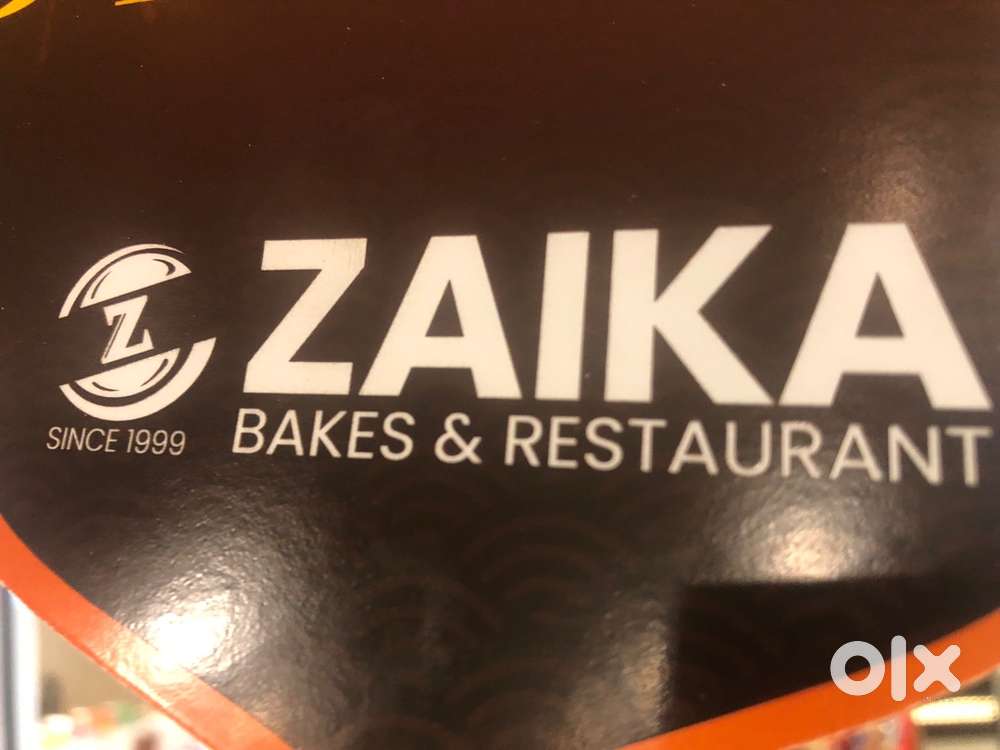 Z
ZAIKA
SINCE 1999
BAKES & RESTAURANT
olx